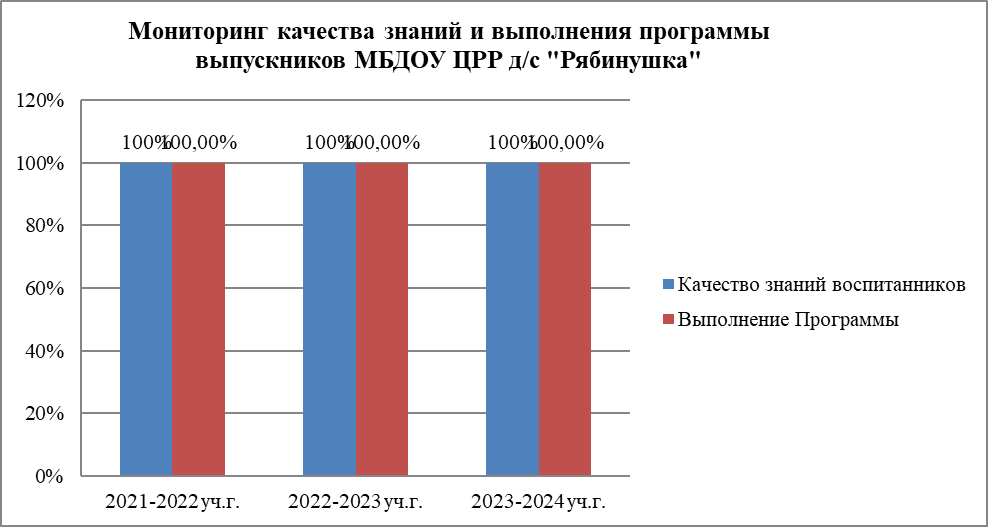 Мониторинг качества знаний и выполнения программы
выпускников МБДОУ ЦРР д/с "Рябинушка"
120%
100%
80%
60%
40%
20%
0%
100% 100,00% 100% 100,00% 100% 100,00%
2021-2022 уч.г. 2022-2023 уч.г. 2023-2024 уч.г.
Качество знаний воспитанников
Выполнение Программы